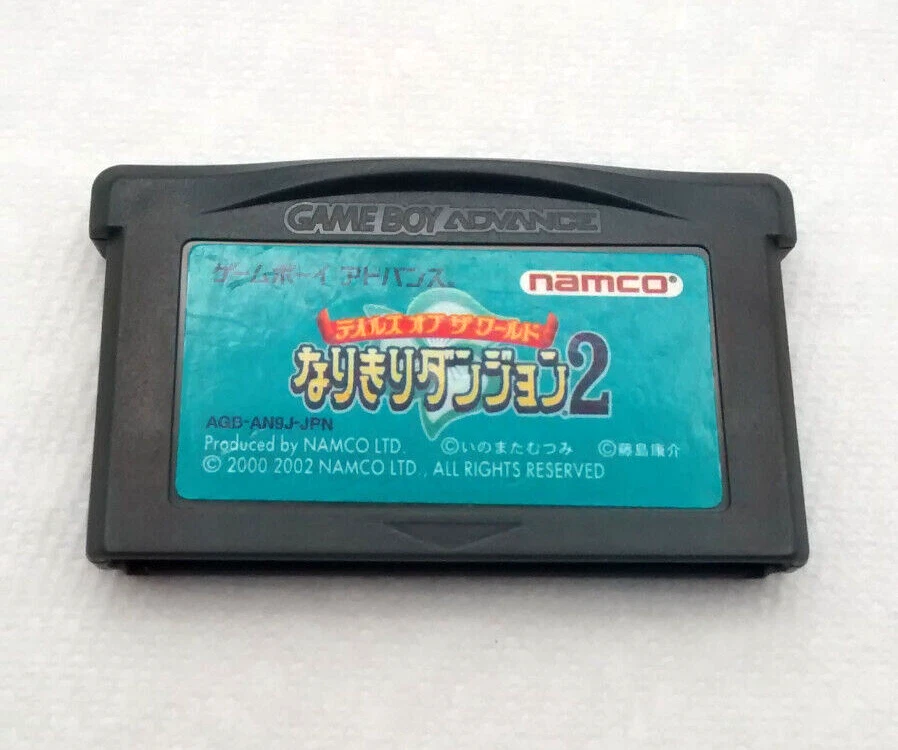 GAME BOY ADVANCE
ゲームボーイ アドバンス
namco®
テイルズ オブ ザ ワールド
なりきりダンジョン2
AGB-AN9J-JPN
Produced by NAMCO LTD. ©いのまたむつみ ©藤島康介
© 2000 2002 NAMCO LTD., ALL RIGHTS RESERVED